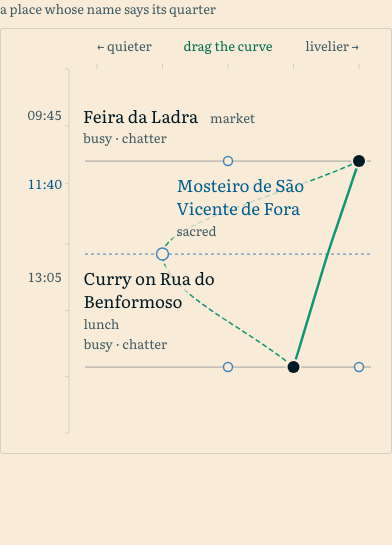 a place whose name says its quarter
← quieter drag the curve livelier →
09:45 Feira da Ladra market
busy · chatter
11:40 Mosteiro de São
Vicente de Fora
sacred
13:05 Curry on Rua do
Benformoso
lunch
busy · chatter